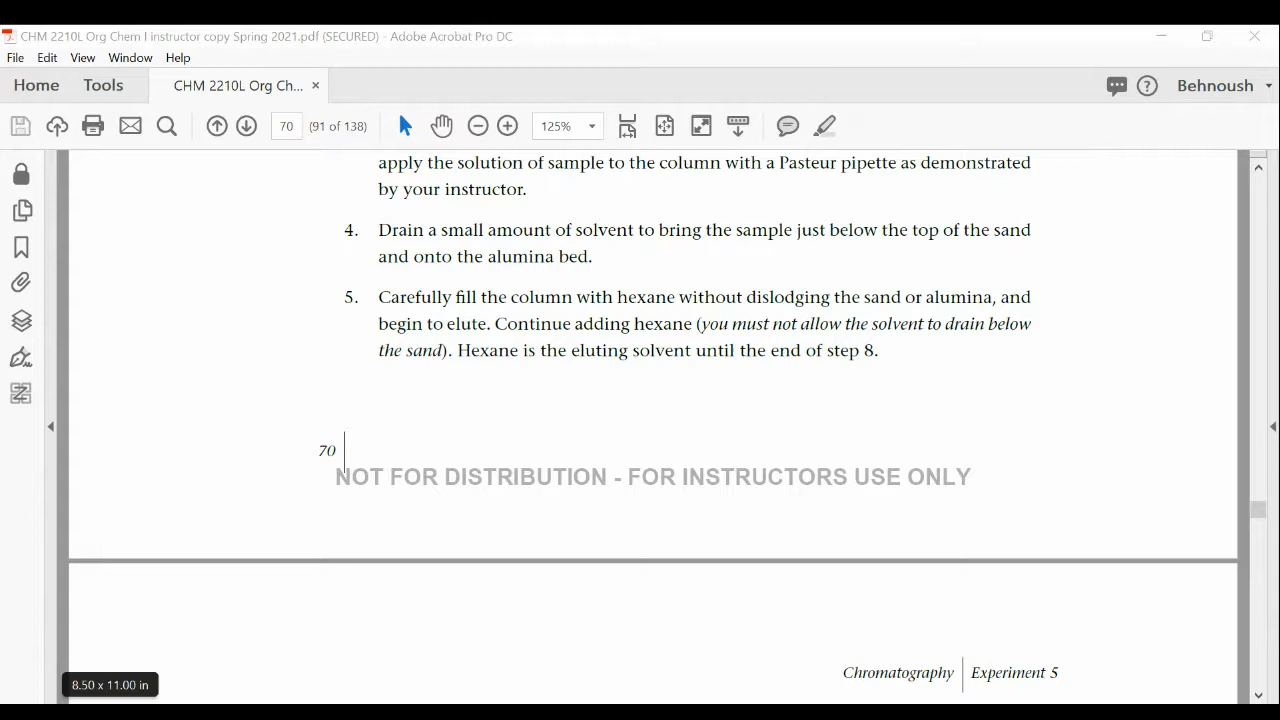 CHM 2210L Org Chem I instructor copy Spring 2021.pdf (SECURED) - Adobe Acrobat Pro DC
File Edit View Window Help
Home Tools CHM 2210L Org Ch... × Behnoush
70 (91 of 138) 125%
apply the solution of sample to the column with a Pasteur pipette as demonstrated
by your instructor.
4. Drain a small amount of solvent to bring the sample just below the top of the sand
and onto the alumina bed.
5. Carefully fill the column with hexane without dislodging the sand or alumina, and
begin to elute. Continue adding hexane (you must not allow the solvent to drain below
the sand). Hexane is the eluting solvent until the end of step 8.
70
NOT FOR DISTRIBUTION - FOR INSTRUCTORS USE ONLY
Chromatography Experiment 5
8.50 x 11.00 in